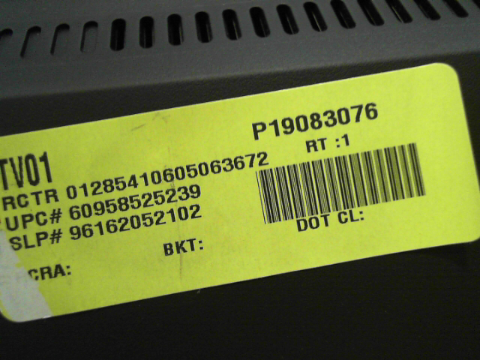 P19083076
TV01
RT :1
RCTR 01285410605063672
UPC# 60958525239
SLP# 96162052102
DOT CL:
BKT:
CRA: